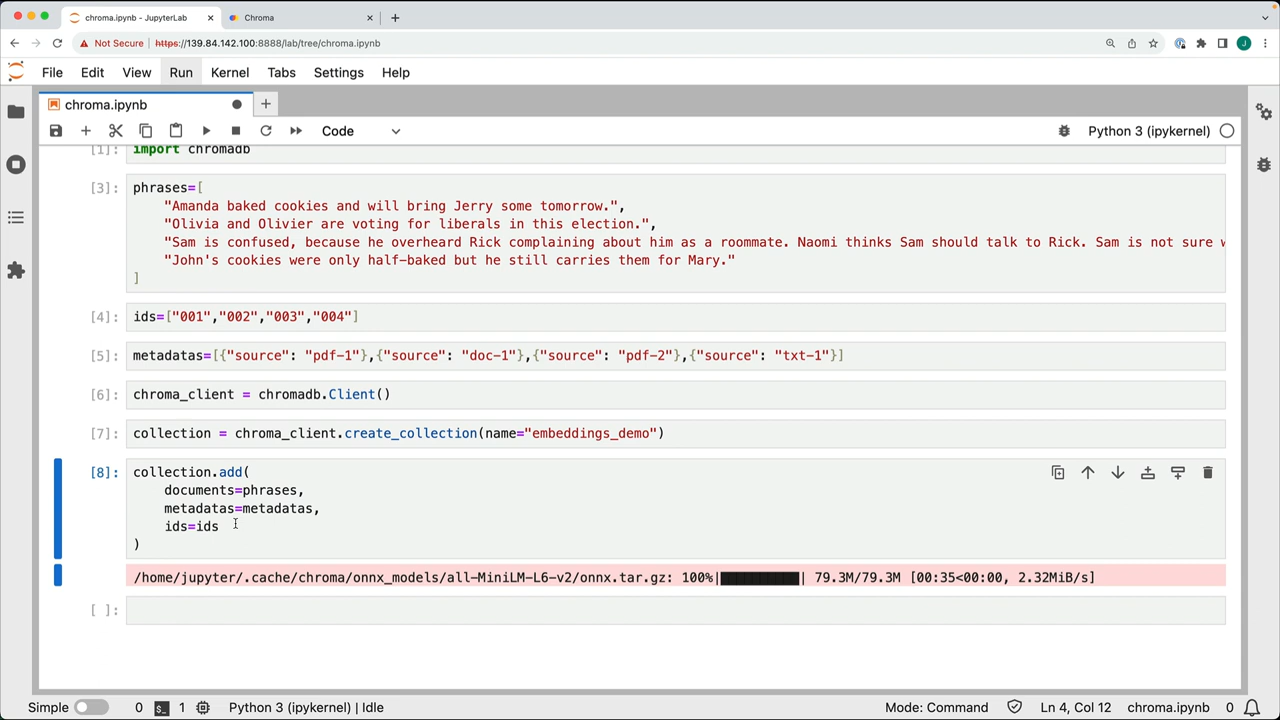 chroma.ipynb - JupyterLab
Chroma
Not Secure | https://139.84.142.100:8888/lab/tree/chroma.ipynb
J
File Edit View Run Kernel Tabs Settings Help
chroma.ipynb
Code
Python 3 (ipykernel)
[1]: import chromadb
[3]: phrases=[
"Amanda baked cookies and will bring Jerry some tomorrow.",
"Olivia and Olivier are voting for liberals in this election.",
"Sam is confused, because he overheard Rick complaining about him as a roommate. Naomi thinks Sam should talk to Rick. Sam is not sure w
"John's cookies were only half-baked but he still carries them for Mary."
]
[4]: ids=["001","002","003","004"]
[5]: metadatas=[{"source": "pdf-1"},{"source": "doc-1"},{"source": "pdf-2"},{"source": "txt-1"}]
[6]: chroma_client = chromadb.Client()
[7]: collection = chroma_client.create_collection(name="embeddings_demo")
[8]: collection.add(
documents=phrases,
metadatas=metadatas,
ids=ids
)
/home/jupyter/.cache/chroma/onnx_models/all-MiniLM-L6-v2/onnx.tar.gz: 100%|██████████| 79.3M/79.3M [00:35<00:00, 2.32MiB/s]
[ ]:
Simple 0 $_ 1 Python 3 (ipykernel) | Idle Mode: Command Ln 4, Col 12 chroma.ipynb 0